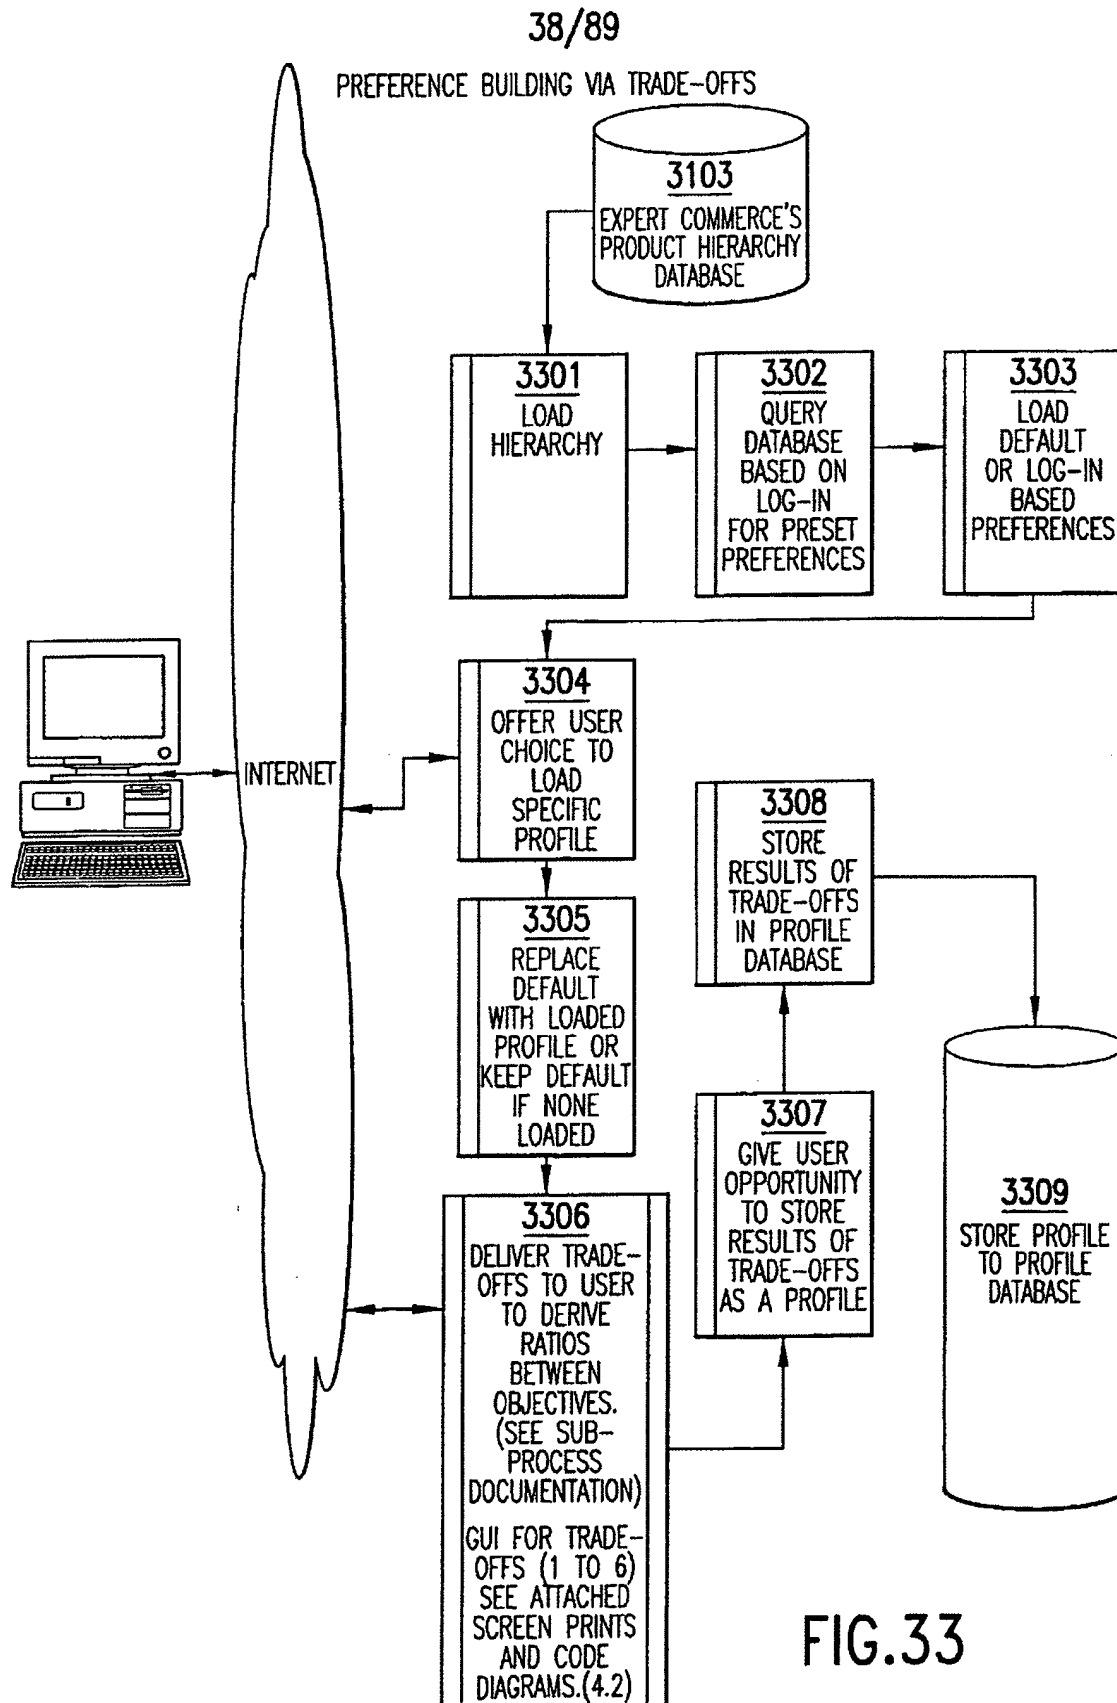 38/89
PREFERENCE BUILDING VIA TRADE-OFFS
3103
EXPERT COMMERCE'S
PRODUCT HIERARCHY
DATABASE
3301
LOAD
HIERARCHY
3302
QUERY
DATABASE
BASED ON
LOG-IN
FOR PRESET
PREFERENCES
3303
LOAD
DEFAULT
OR LOG-IN
BASED
PREFERENCES
INTERNET
3304
OFFER USER
CHOICE TO
LOAD
SPECIFIC
PROFILE
3305
REPLACE
DEFAULT
WITH LOADED
PROFILE OR
KEEP DEFAULT
IF NONE
LOADED
3306
DELIVER TRADE-
OFFS TO USER
TO DERIVE
RATIOS
BETWEEN
OBJECTIVES.
(SEE SUB-
PROCESS
DOCUMENTATION)
GUI FOR TRADE-
OFFS (1 TO 6)
SEE ATTACHED
SCREEN PRINTS
AND CODE
DIAGRAMS.(4.2)
3307
GIVE USER
OPPORTUNITY
TO STORE
RESULTS OF
TRADE-OFFS
AS A PROFILE
3308
STORE
RESULTS OF
TRADE-OFFS
IN PROFILE
DATABASE
3309
STORE PROFILE
TO PROFILE
DATABASE
FIG.33